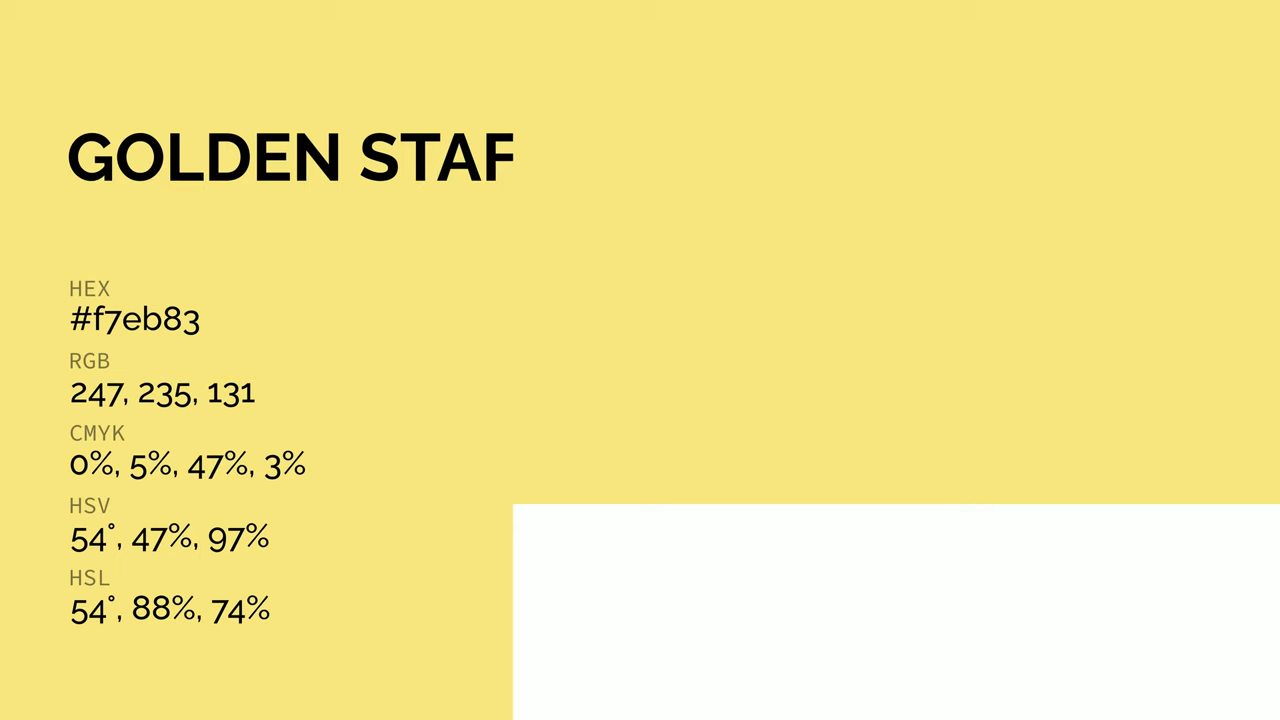 GOLDEN STAF
HEX
#f7eb83
RGB
247, 235, 131
CMYK
0%, 5%, 47%, 3%
HSV
54°, 47%, 97%
HSL
54°, 88%, 74%